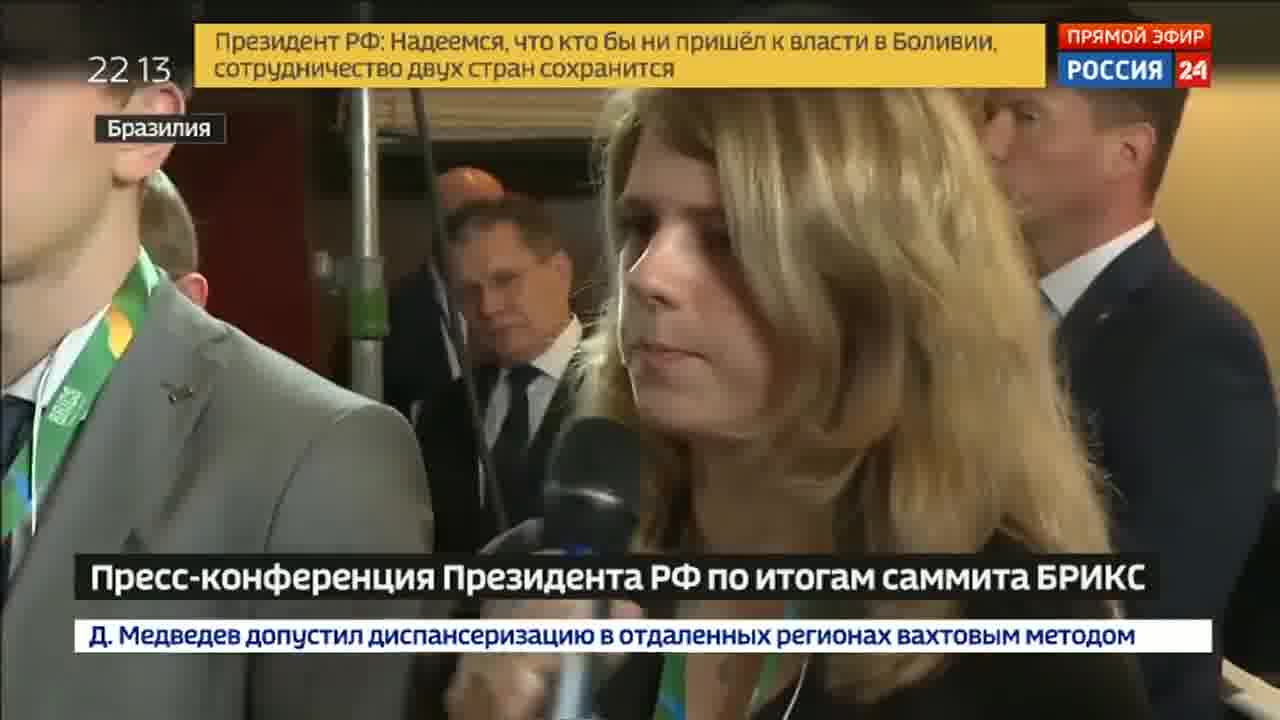 22 13
Президент РФ: Надеемся, что кто бы ни пришёл к власти в Боливии,
сотрудничество двух стран сохранится
ПРЯМОЙ ЭФИР
РОССИЯ 24
Бразилия
BRICS
Пресс-конференция Президента РФ по итогам саммита БРИКС
Д. Медведев допустил диспансеризацию в отдаленных регионах вахтовым методом